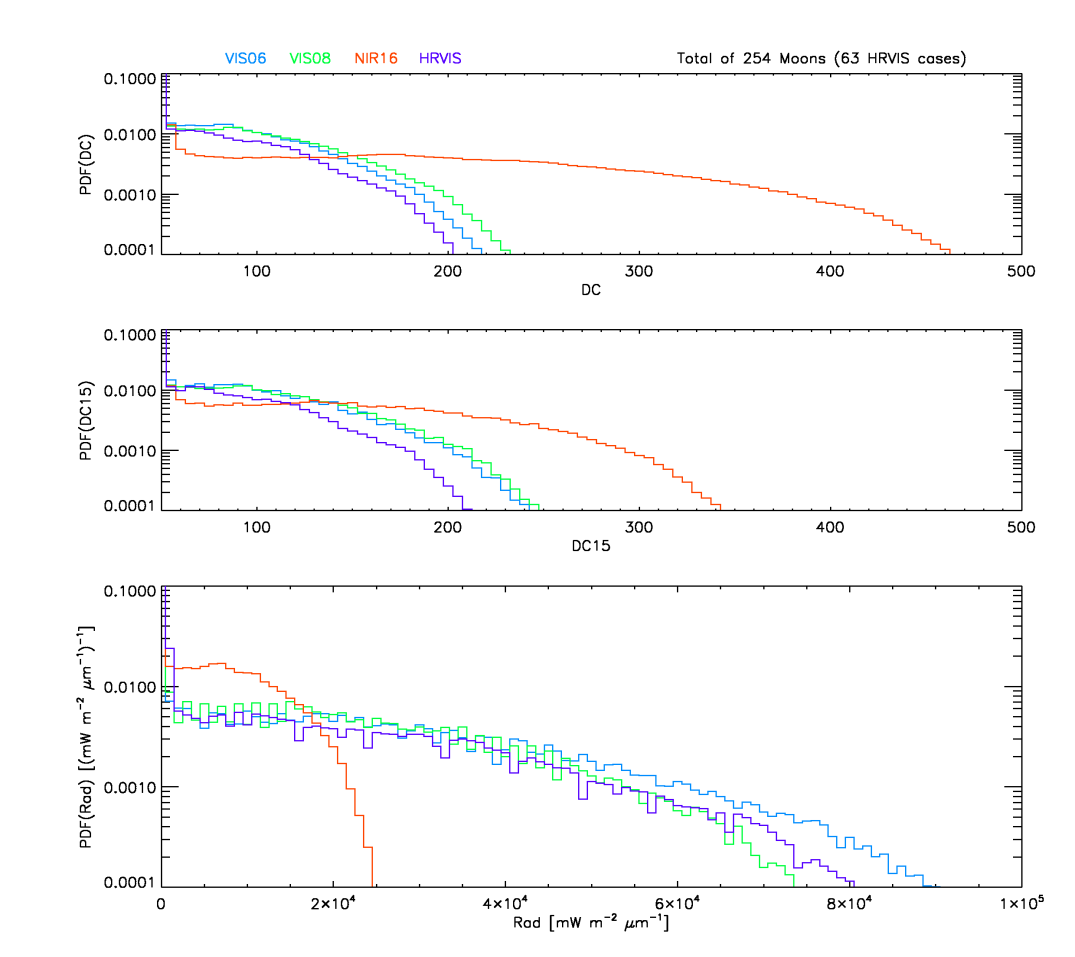 VIS06 VIS08 NIR16 HRVIS Total of 254 Moons (63 HRVIS cases)
0.1000
0.0100
0.0010
0.0001
PDF(DC)
100 200 300 400 500
DC
0.1000
0.0100
0.0010
0.0001
PDF(DC15)
100 200 300 400 500
DC15
0.1000
0.0100
0.0010
0.0001
PDF(Rad) [(mW m⁻² μm⁻¹)⁻¹]
0 2×10⁴ 4×10⁴ 6×10⁴ 8×10⁴ 1×10⁵
Rad [mW m⁻² μm⁻¹]